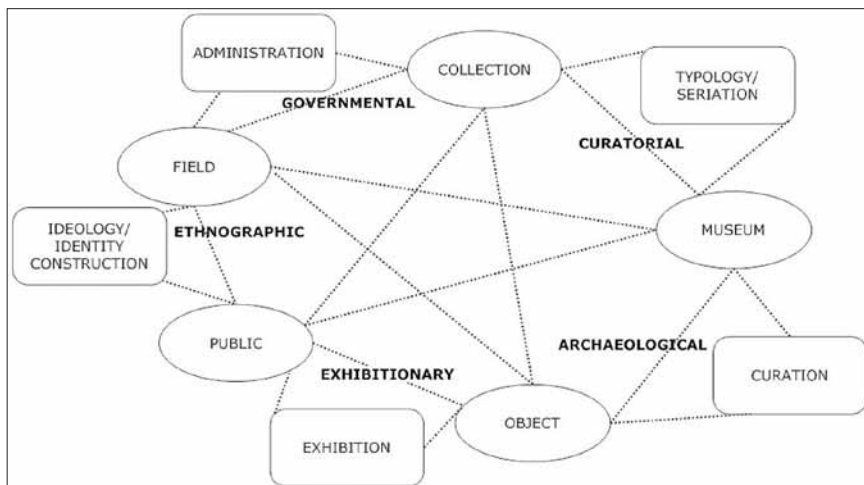 ADMINISTRATION
COLLECTION
TYPOLOGY/
SERIATION
GOVERNMENTAL
CURATORIAL
FIELD
IDEOLOGY/
IDENTITY
CONSTRUCTION
ETHNOGRAPHIC
MUSEUM
PUBLIC
ARCHAEOLOGICAL
EXHIBITIONARY
CURATION
OBJECT
EXHIBITION